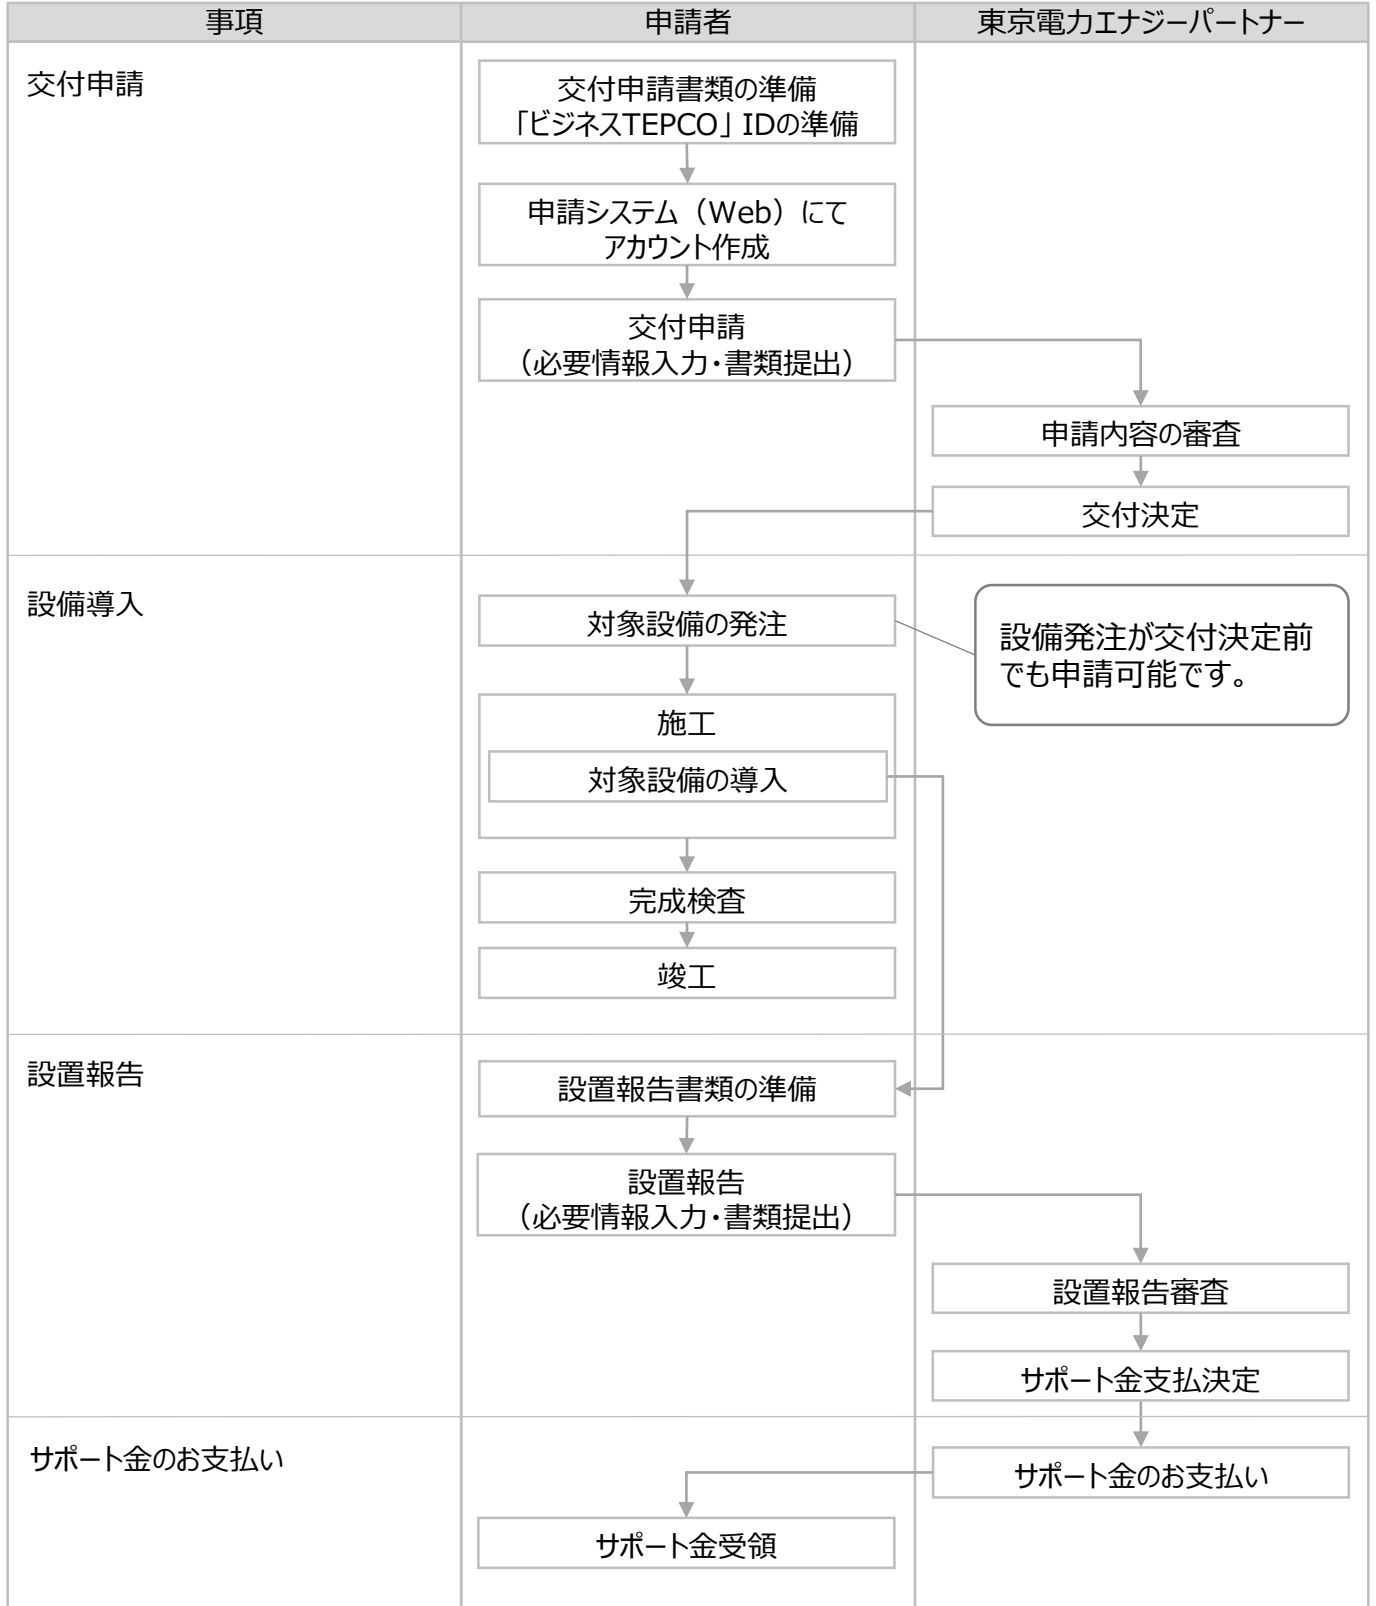 事項
申請者
東京電力エナジーパートナー
交付申請
交付申請書類の準備
「ビジネスTEPCO」IDの準備
申請システム（Web）にて
アカウント作成
交付申請
（必要情報入力・書類提出）
申請内容の審査
交付決定
設備導入
対象設備の発注
設備発注が交付決定前
でも申請可能です。
施工
対象設備の導入
完成検査
竣工
設置報告
設置報告書類の準備
設置報告
（必要情報入力・書類提出）
設置報告審査
サポート金支払決定
サポート金のお支払い
サポート金のお支払い
サポート金受領